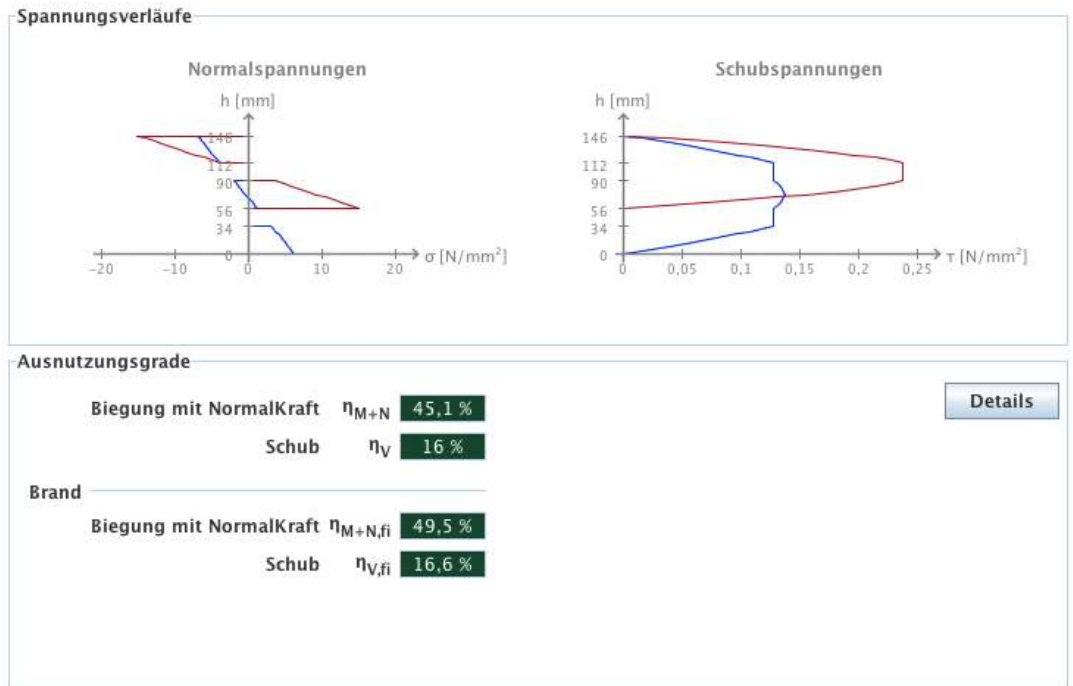 Spannungsverläufe
Normalspannungen
h [mm]
146
112
90
56
34
0
-20
-10
0
10
20
σ [N/mm²]
Schubspannungen
h [mm]
146
112
90
56
34
0
0
0,05
0,1
0,15
0,2
0,25
τ [N/mm²]
Ausnutzungsgrade
Biegung mit NormalKraft ηM+N 45,1 %
Details
Schub ηV 16 %
Brand
Biegung mit NormalKraft ηM+N,fi 49,5 %
Schub ηV,fi 16,6 %